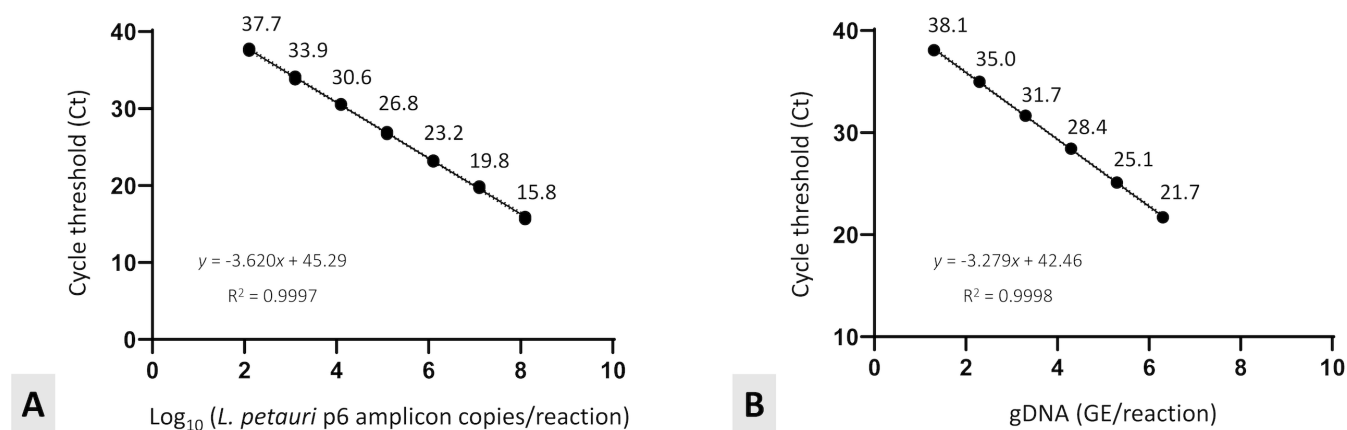 40
30
20
10
0
37.7
33.9
30.6
26.8
23.2
19.8
15.8
y = -3.620x + 45.29
R² = 0.9997
0 2 4 6 8 10
Cycle threshold (Ct)
Log₁₀ (L. petauri p6 amplicon copies/reaction)
A
40
30
20
10
38.1
35.0
31.7
28.4
25.1
21.7
y = -3.279x + 42.46
R² = 0.9998
0 2 4 6 8 10
Cycle threshold (Ct)
gDNA (GE/reaction)
B